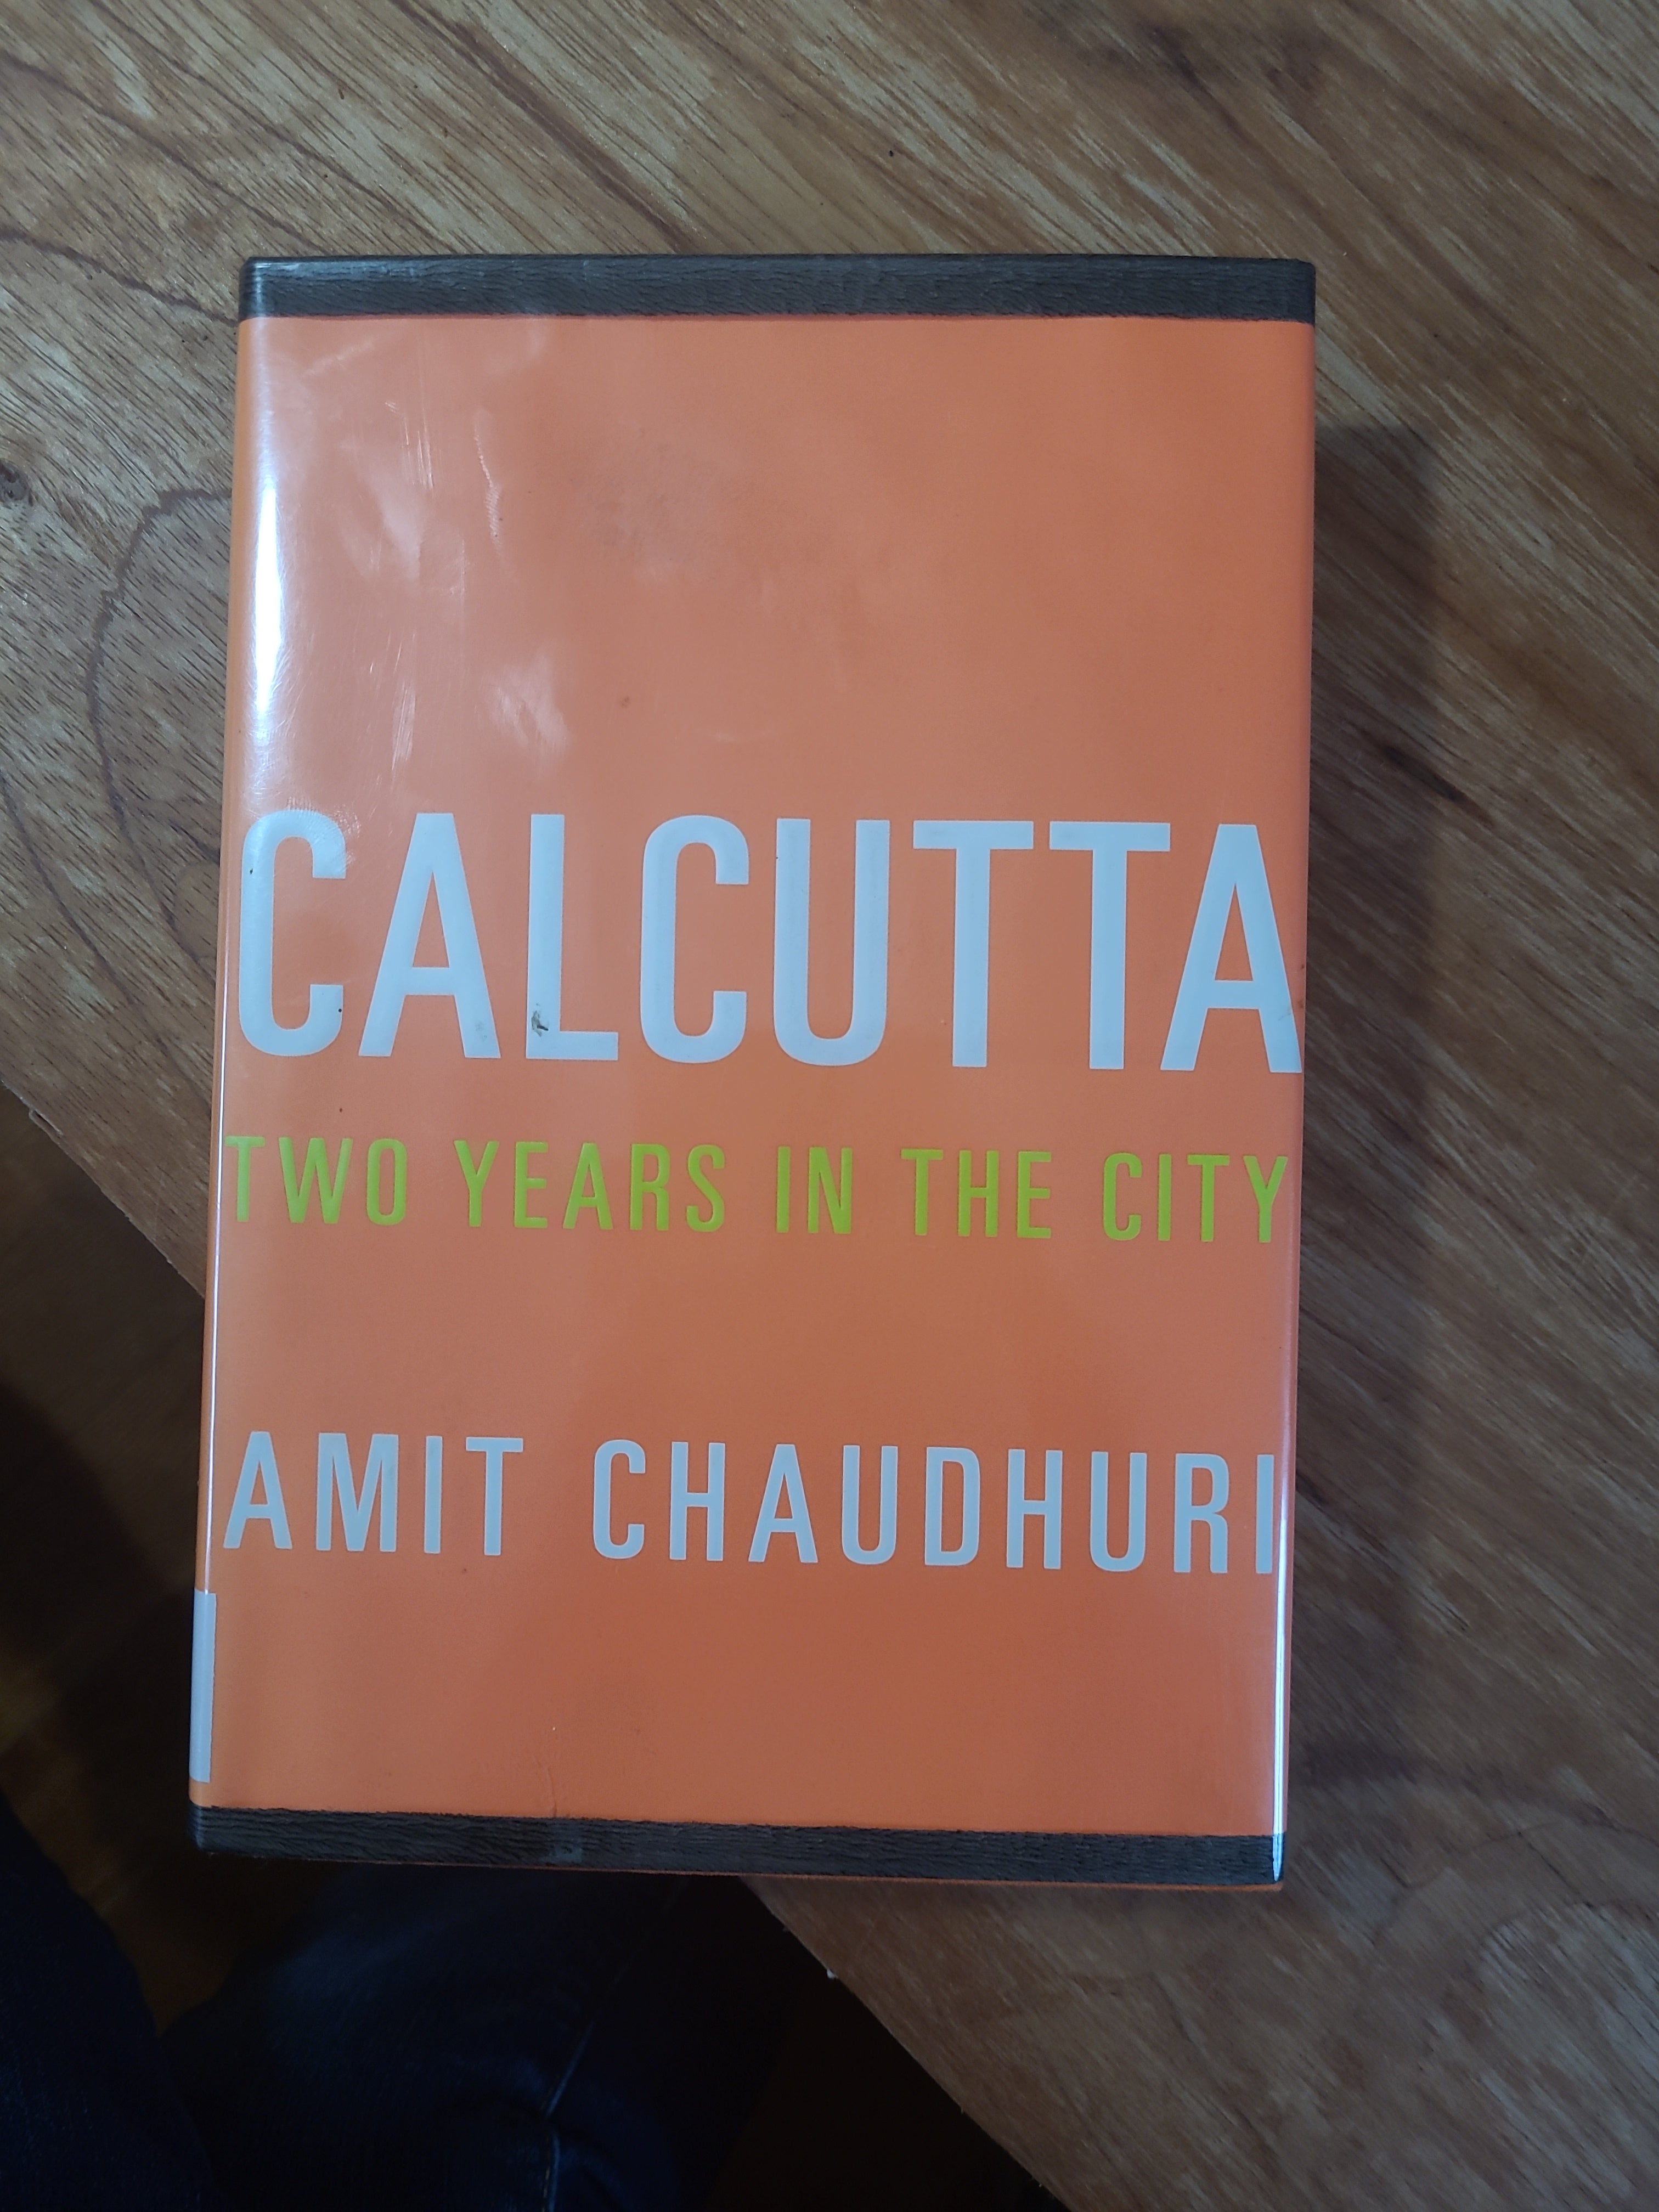 CALCUTTA
TWO YEARS IN THE CITY
AMIT CHAUDHURI